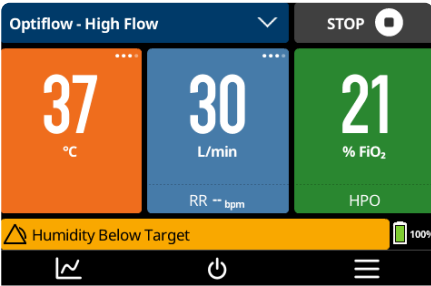 Optiflow - High Flow
STOP
37
°C
30
L/min
RR -- bpm
21
% FiO₂
HPO
Humidity Below Target
100%